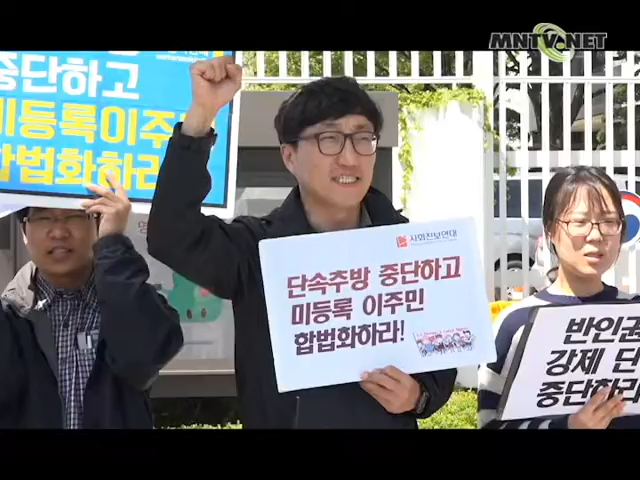 MNTV.NET
중단하고
미등록이주
합법화하라
사회진보연대
단속추방 중단하고
미등록 이주민
합법화하라!
반인권
강제 단
중단하라